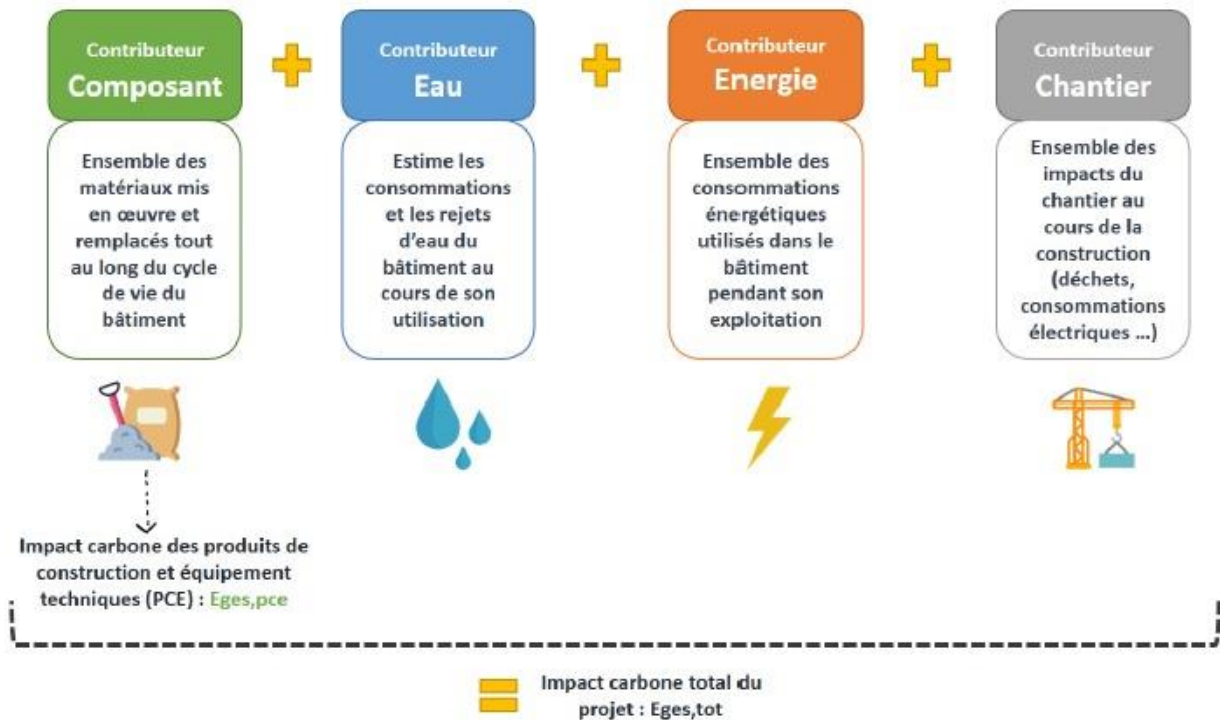 Contributeur
Composant
Contributeur
Eau
Contributeur
Energie
Contributeur
Chantier
Ensemble des
matériaux mis
en œuvre et
remplacés tout
au long du cycle
de vie du
bâtiment
Estime les
consommations
et les rejets
d’eau du
bâtiment au
cours de son
utilisation
Ensemble des
consommations
énergétiques
utilisés dans le
bâtiment
pendant son
exploitation
Ensemble des
impacts du
chantier au
cours de la
construction
(déchets,
consommations
électriques ...)
Impact carbone des produits de
construction et équipement
techniques (PCE) : Eges,pce
Impact carbone total du
projet : Eges,tot